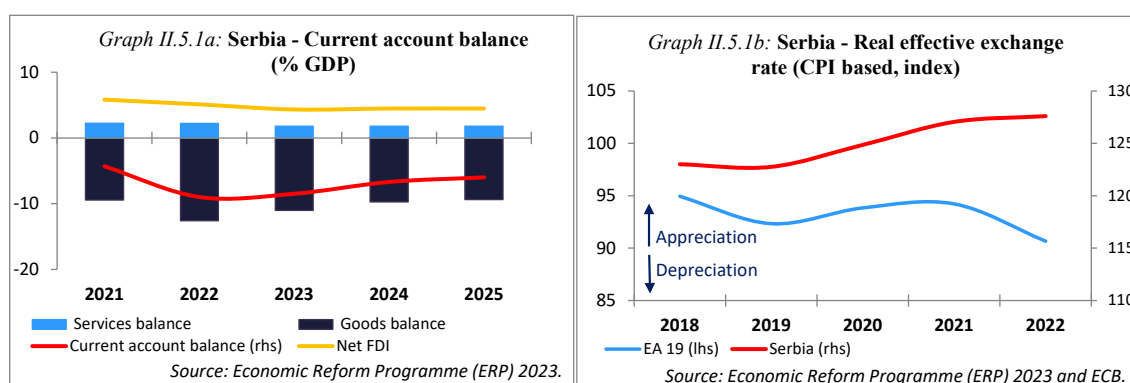 Graph II.5.1a: Serbia - Current account balance
(% GDP)
10
0
-10
-20
2021 2022 2023 2024 2025
Services balance Goods balance
Current account balance (rhs) Net FDI
Source: Economic Reform Programme (ERP) 2023.
Graph II.5.1b: Serbia - Real effective exchange
rate (CPI based, index)
105
100
95
90
85
Appreciation
Depreciation
125
120
115
2018 2019 2020 2021 2022
EA 19 (lhs) Serbia (rhs)
Source: Economic Reform Programme (ERP) 2023 and ECB.